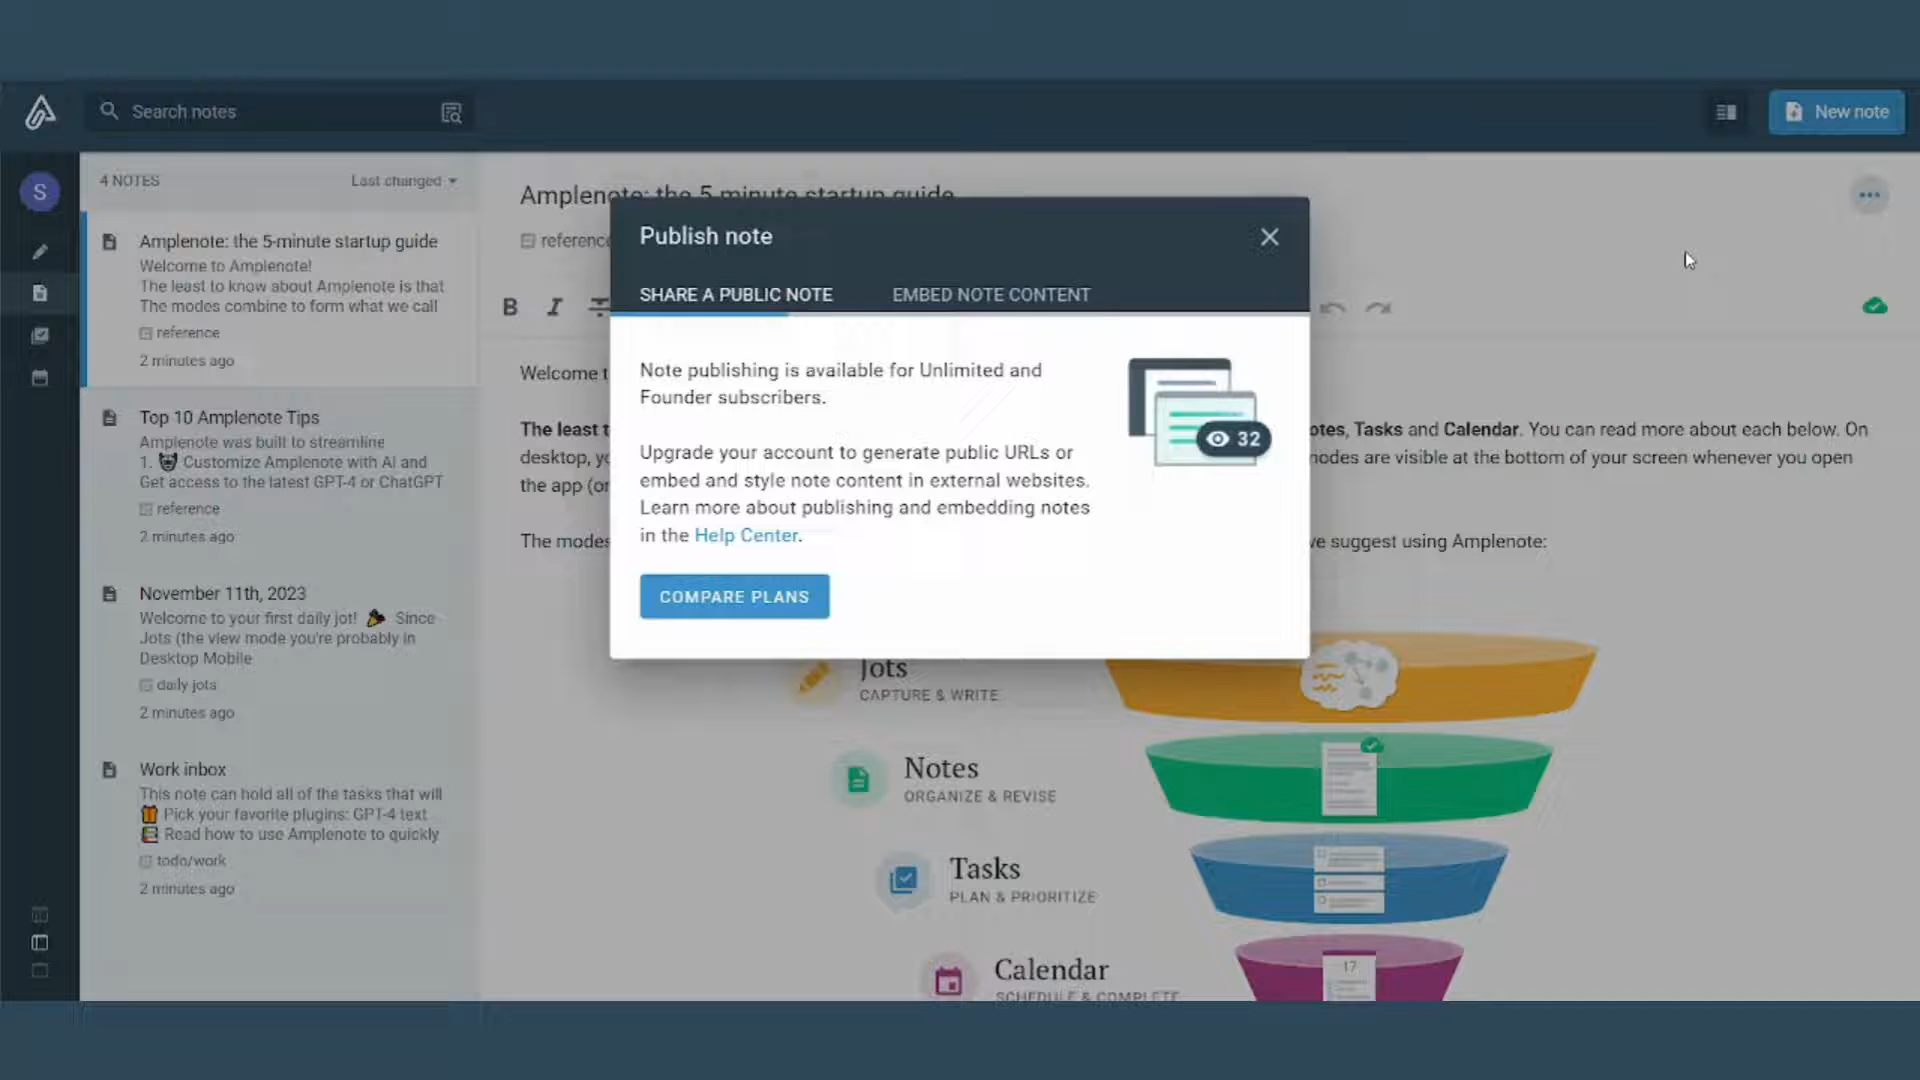 Search notes
New note
S
4 NOTES
Last changed
Amplenote: the 5-minute startup guide
Welcome to Amplenote!
The least to know about Amplenote is that
The modes combine to form what we call
reference
2 minutes ago
Top 10 Amplenote Tips
Amplenote was built to streamline
1. Customize Amplenote with AI and
Get access to the latest GPT-4 or ChatGPT
reference
2 minutes ago
November 11th, 2023
Welcome to your first daily jot! Since
Jots (the view mode you're probably in
Desktop Mobile
daily jots
2 minutes ago
Work inbox
This note can hold all of the tasks that will
Pick your favorite plugins: GPT-4 text
Read how to use Amplenote to quickly
todo/work
2 minutes ago
Amplenote: the 5 minute startup guide
reference
B I
Publish note
SHARE A PUBLIC NOTE
EMBED NOTE CONTENT
Note publishing is available for Unlimited and
Founder subscribers.
Upgrade your account to generate public URLs or
embed and style note content in external websites.
Learn more about publishing and embedding notes
in the Help Center.
COMPARE PLANS
32
Welcome t
The least t otes, Tasks and Calendar. You can read more about each below. On
desktop, yo nodes are visible at the bottom of your screen whenever you open
the app (or
The modes ve suggest using Amplenote:
Jots
CAPTURE & WRITE
Notes
ORGANIZE & REVISE
Tasks
PLAN & PRIORITIZE
Calendar
SCHEDULE & COMPLETE
17